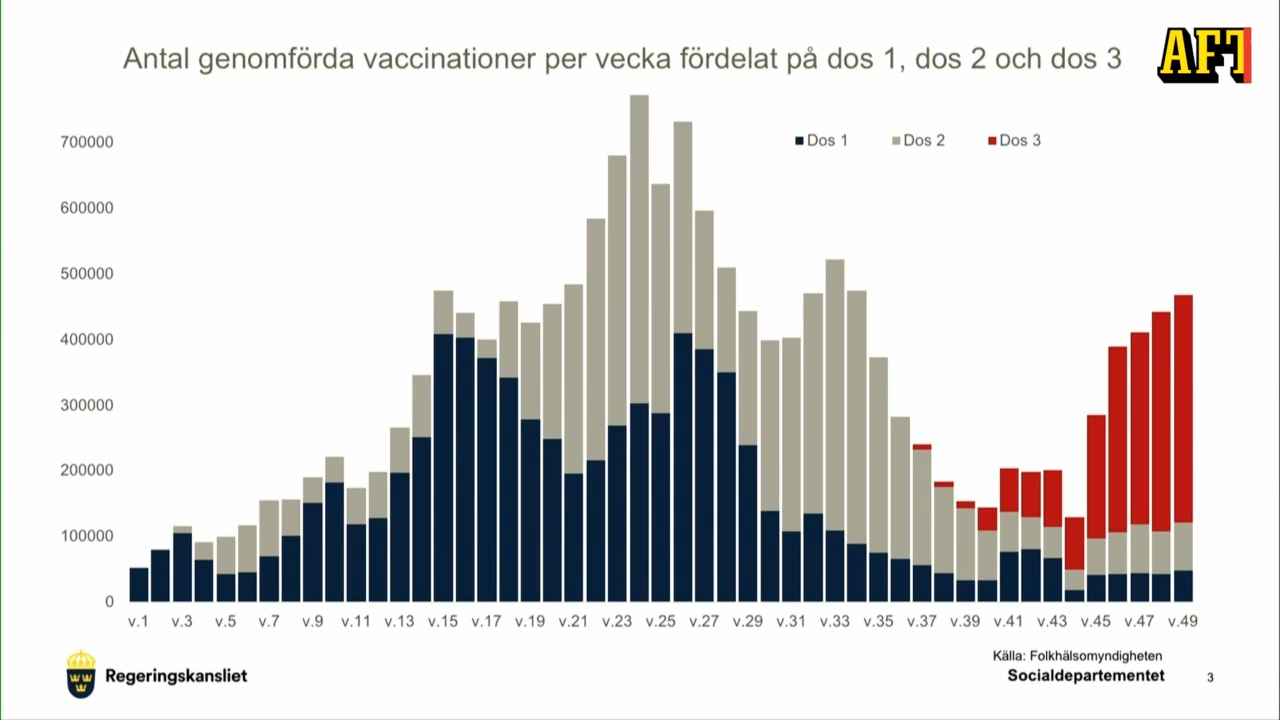 Antal genomförda vaccinationer per vecka fördelat på dos 1, dos 2 och dos 3
AF1
Dos 1 Dos 2 Dos 3
700000
600000
500000
400000
300000
200000
100000
0
v.1 v.3 v.5 v.7 v.9 v.11 v.13 v.15 v.17 v.19 v.21 v.23 v.25 v.27 v.29 v.31 v.33 v.35 v.37 v.39 v.41 v.43 v.45 v.47 v.49
Källa: Folkhälsomyndigheten
Regeringskansliet
Socialdepartementet 3